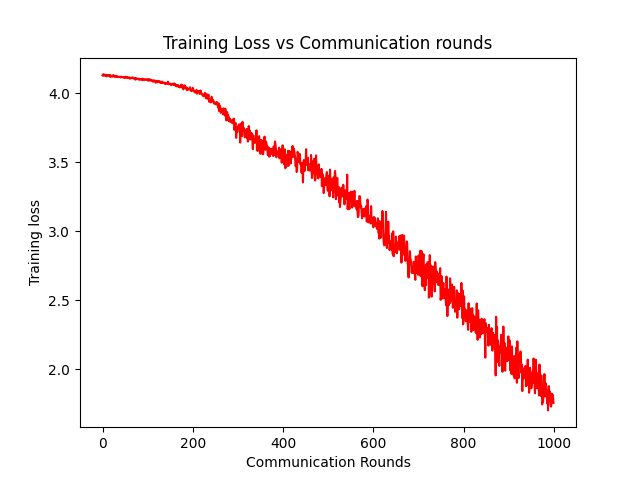 Training Loss vs Communication rounds
4.0
3.5
3.0
2.5
2.0
Training loss
0 200 400 600 800 1000
Communication Rounds